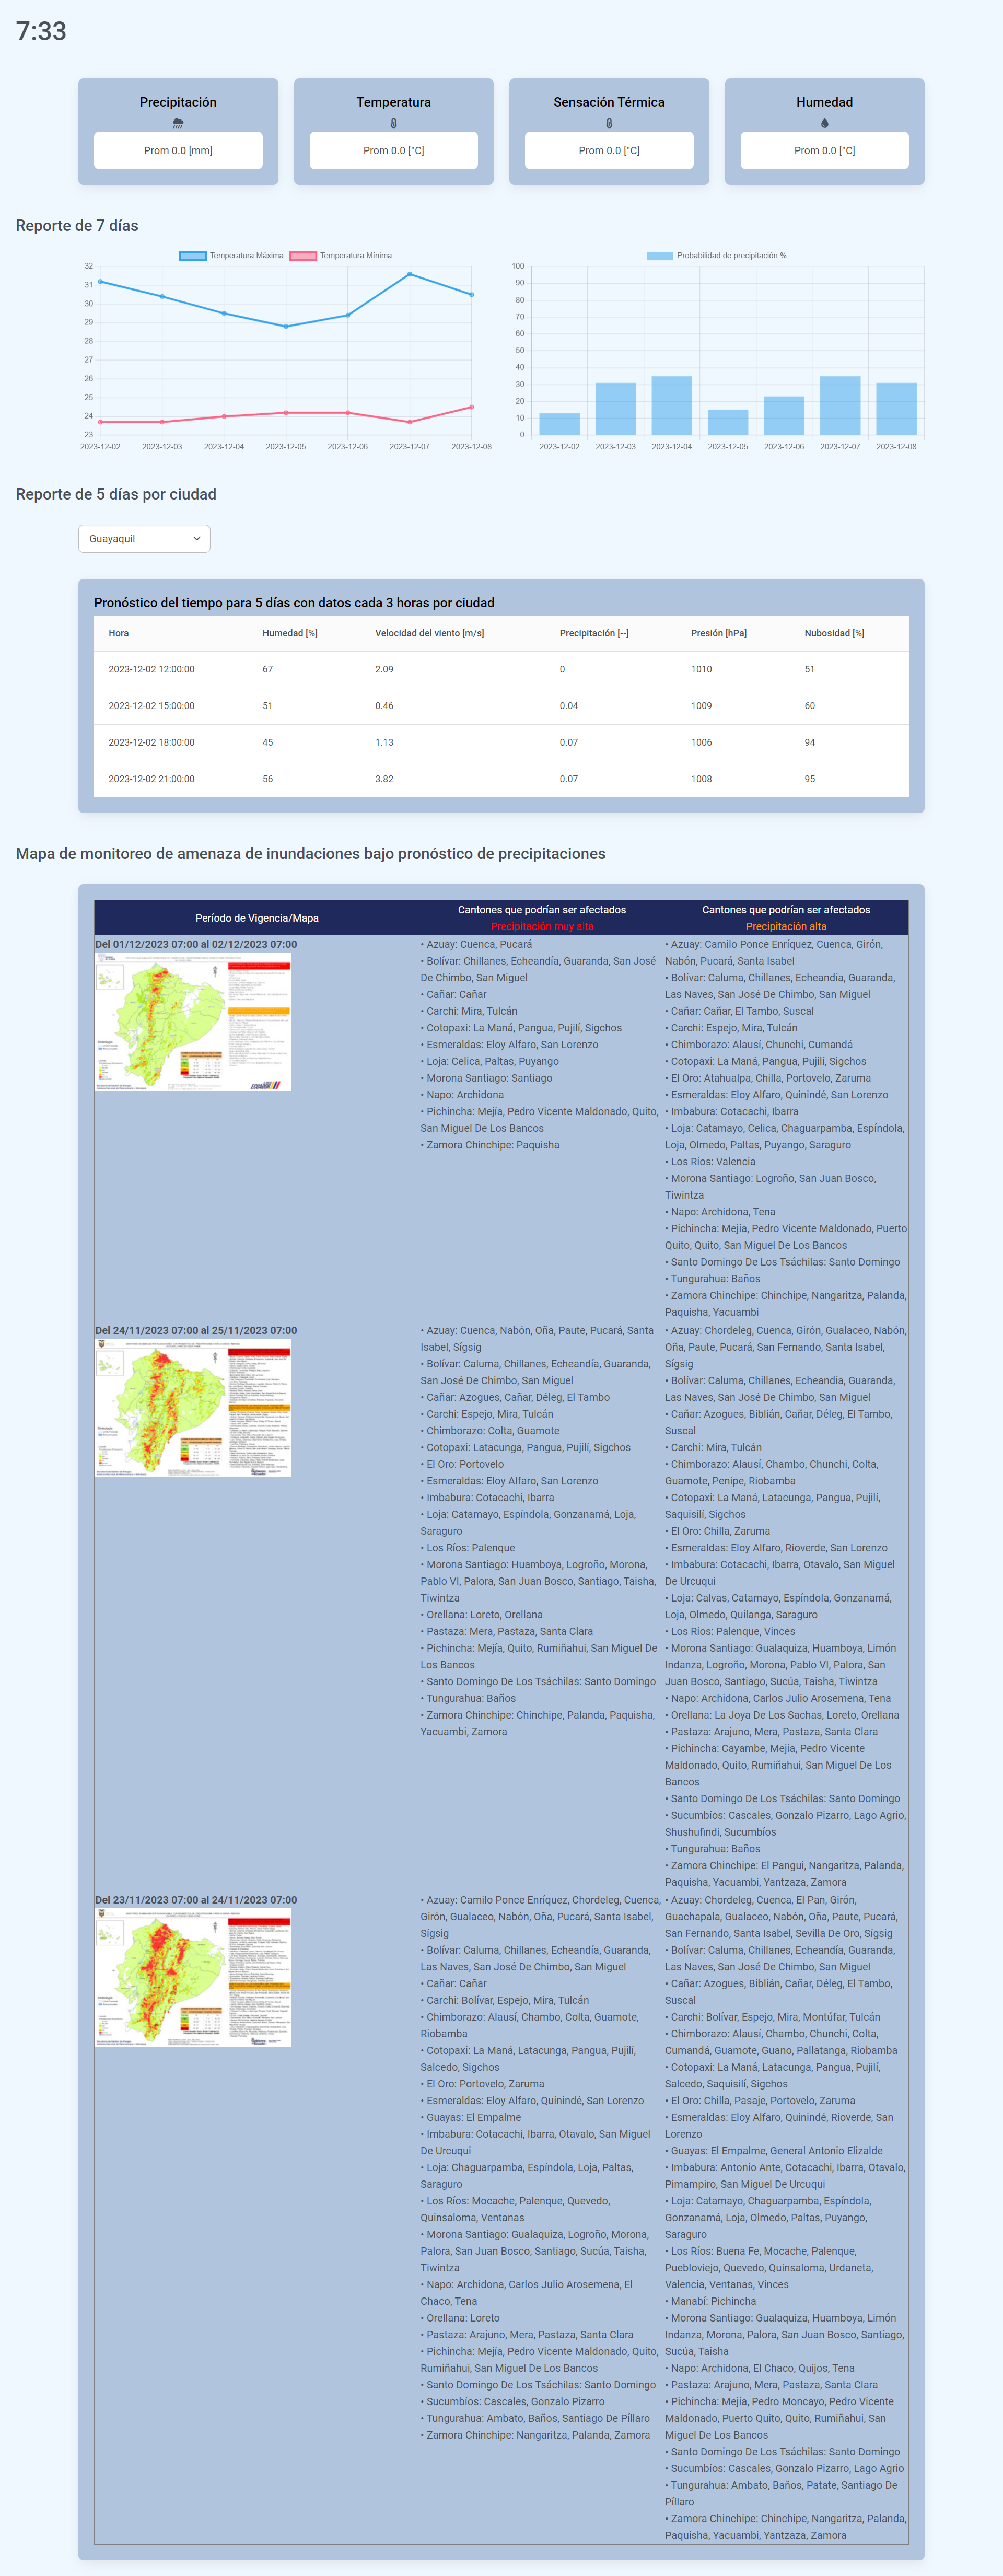 7:33
Precipitación
Prom 0.0 [mm]
Temperatura
Prom 0.0 [°C]
Sensación Térmica
Prom 0.0 [°C]
Humedad
Prom 0.0 [°C]
Reporte de 7 días
Temperatura Máxima Temperatura Mínima
32
31
30
29
28
27
26
25
24
23
2023-12-02 2023-12-03 2023-12-04 2023-12-05 2023-12-06 2023-12-07 2023-12-08
Probabilidad de precipitación %
100
90
80
70
60
50
40
30
20
10
0
2023-12-02 2023-12-03 2023-12-04 2023-12-05 2023-12-06 2023-12-07 2023-12-08
Reporte de 5 días por ciudad
Guayaquil
Pronóstico del tiempo para 5 días con datos cada 3 horas por ciudad
Hora Humedad [%] Velocidad del viento [m/s] Precipitación [--] Presión [hPa] Nubosidad [%]
2023-12-02 12:00:00 67 2.09 0 1010 51
2023-12-02 15:00:00 51 0.46 0.04 1009 60
2023-12-02 18:00:00 45 1.13 0.07 1006 94
2023-12-02 21:00:00 56 3.82 0.07 1008 95
Mapa de monitoreo de amenaza de inundaciones bajo pronóstico de precipitaciones
Período de Vigencia/Mapa
Cantones que podrían ser afectados
Precipitación muy alta
Cantones que podrían ser afectados
Precipitación alta
Del 01/12/2023 07:00 al 02/12/2023 07:00
• Azuay: Cuenca, Pucará
• Bolívar: Chillanes, Echeandía, Guaranda, San José
De Chimbo, San Miguel
• Cañar: Cañar
• Carchi: Mira, Tulcán
• Cotopaxi: La Maná, Pangua, Pujilí, Sigchos
• Esmeraldas: Eloy Alfaro, San Lorenzo
• Loja: Celica, Paltas, Puyango
• Morona Santiago: Santiago
• Napo: Archidona
• Pichincha: Mejía, Pedro Vicente Maldonado, Quito,
San Miguel De Los Bancos
• Zamora Chinchipe: Paquisha
• Azuay: Camilo Ponce Enríquez, Cuenca, Girón,
Nabón, Pucará, Santa Isabel
• Bolívar: Caluma, Chillanes, Echeandía, Guaranda,
Las Naves, San José De Chimbo, San Miguel
• Cañar: Cañar, El Tambo, Suscal
• Carchi: Espejo, Mira, Tulcán
• Chimborazo: Alausí, Chunchi, Cumandá
• Cotopaxi: La Maná, Pangua, Pujilí, Sigchos
• El Oro: Atahualpa, Chilla, Portovelo, Zaruma
• Esmeraldas: Eloy Alfaro, Quinindé, San Lorenzo
• Imbabura: Cotacachi, Ibarra
• Loja: Catamayo, Celica, Chaguarpamba, Espíndola,
Loja, Olmedo, Paltas, Puyango, Saraguro
• Los Ríos: Valencia
• Morona Santiago: Logroño, San Juan Bosco,
Tiwintza
• Napo: Archidona, Tena
• Pichincha: Mejía, Pedro Vicente Maldonado, Puerto
Quito, Quito, San Miguel De Los Bancos
• Santo Domingo De Los Tsáchilas: Santo Domingo
• Tungurahua: Baños
• Zamora Chinchipe: Chinchipe, Nangaritza, Palanda,
Paquisha, Yacuambi
Del 24/11/2023 07:00 al 25/11/2023 07:00
• Azuay: Cuenca, Nabón, Oña, Paute, Pucará, Santa
Isabel, Sígsig
• Bolívar: Caluma, Chillanes, Echeandía, Guaranda,
San José De Chimbo, San Miguel
• Cañar: Azogues, Cañar, Déleg, El Tambo
• Carchi: Espejo, Mira, Tulcán
• Chimborazo: Colta, Guamote
• Cotopaxi: Latacunga, Pangua, Pujilí, Sigchos
• El Oro: Portovelo
• Esmeraldas: Eloy Alfaro, San Lorenzo
• Imbabura: Cotacachi, Ibarra
• Loja: Catamayo, Espíndola, Gonzanamá, Loja,
Saraguro
• Los Ríos: Palenque
• Morona Santiago: Huamboya, Logroño, Morona,
Pablo VI, Palora, San Juan Bosco, Santiago, Taisha,
Tiwintza
• Orellana: Loreto, Orellana
• Pastaza: Mera, Pastaza, Santa Clara
• Pichincha: Mejía, Quito, Rumiñahui, San Miguel De
Los Bancos
• Santo Domingo De Los Tsáchilas: Santo Domingo
• Tungurahua: Baños
• Zamora Chinchipe: Chinchipe, Palanda, Paquisha,
Yacuambi, Zamora
• Azuay: Chordeleg, Cuenca, Girón, Gualaceo, Nabón,
Oña, Paute, Pucará, San Fernando, Santa Isabel,
Sígsig
• Bolívar: Caluma, Chillanes, Echeandía, Guaranda,
Las Naves, San José De Chimbo, San Miguel
• Cañar: Azogues, Biblián, Cañar, Déleg, El Tambo,
Suscal
• Carchi: Mira, Tulcán
• Chimborazo: Alausí, Chambo, Chunchi, Colta,
Guamote, Penipe, Riobamba
• Cotopaxi: La Maná, Latacunga, Pangua, Pujilí,
Saquisilí, Sigchos
• El Oro: Chilla, Zaruma
• Esmeraldas: Eloy Alfaro, Rioverde, San Lorenzo
• Imbabura: Cotacachi, Ibarra, Otavalo, San Miguel
De Urcuqui
• Loja: Calvas, Catamayo, Espíndola, Gonzanamá,
Loja, Olmedo, Quilanga, Saraguro
• Los Ríos: Palenque, Vinces
• Morona Santiago: Gualaquiza, Huamboya, Limón
Indanza, Logroño, Morona, Pablo VI, Palora, San
Juan Bosco, Santiago, Sucúa, Taisha, Tiwintza
• Napo: Archidona, Carlos Julio Arosemena, Tena
• Orellana: La Joya De Los Sachas, Loreto, Orellana
• Pastaza: Arajuno, Mera, Pastaza, Santa Clara
• Pichincha: Cayambe, Mejía, Pedro Vicente
Maldonado, Quito, Rumiñahui, San Miguel De Los
Bancos
• Santo Domingo De Los Tsáchilas: Santo Domingo
• Sucumbíos: Cascales, Gonzalo Pizarro, Lago Agrio,
Shushufindi, Sucumbíos
• Tungurahua: Baños
• Zamora Chinchipe: El Pangui, Nangaritza, Palanda,
Paquisha, Yacuambi, Yantzaza, Zamora
Del 23/11/2023 07:00 al 24/11/2023 07:00
• Azuay: Camilo Ponce Enríquez, Chordeleg, Cuenca,
Girón, Gualaceo, Nabón, Oña, Pucará, Santa Isabel,
Sígsig
• Bolívar: Caluma, Chillanes, Echeandía, Guaranda,
Las Naves, San José De Chimbo, San Miguel
• Cañar: Cañar
• Carchi: Bolívar, Espejo, Mira, Tulcán
• Chimborazo: Alausí, Chambo, Colta, Guamote,
Riobamba
• Cotopaxi: La Maná, Latacunga, Pangua, Pujilí,
Salcedo, Sigchos
• El Oro: Portovelo, Zaruma
• Esmeraldas: Eloy Alfaro, Quinindé, San Lorenzo
• Guayas: El Empalme
• Imbabura: Cotacachi, Ibarra, Otavalo, San Miguel
De Urcuqui
• Loja: Chaguarpamba, Espíndola, Loja, Paltas,
Saraguro
• Los Ríos: Mocache, Palenque, Quevedo,
Quinsaloma, Ventanas
• Morona Santiago: Gualaquiza, Logroño, Morona,
Palora, San Juan Bosco, Santiago, Sucúa, Taisha,
Tiwintza
• Napo: Archidona, Carlos Julio Arosemena, El
Chaco, Tena
• Orellana: Loreto
• Pastaza: Arajuno, Mera, Pastaza, Santa Clara
• Pichincha: Mejía, Pedro Vicente Maldonado, Quito,
Rumiñahui, San Miguel De Los Bancos
• Santo Domingo De Los Tsáchilas: Santo Domingo
• Sucumbíos: Cascales, Gonzalo Pizarro
• Tungurahua: Ambato, Baños, Santiago De Píllaro
• Zamora Chinchipe: Nangaritza, Palanda, Zamora
• Azuay: Chordeleg, Cuenca, El Pan, Girón,
Guachapala, Gualaceo, Nabón, Oña, Paute, Pucará,
San Fernando, Santa Isabel, Sevilla De Oro, Sígsig
• Bolívar: Caluma, Chillanes, Echeandía, Guaranda,
Las Naves, San José De Chimbo, San Miguel
• Cañar: Azogues, Biblián, Cañar, Déleg, El Tambo,
Suscal
• Carchi: Bolívar, Espejo, Mira, Montúfar, Tulcán
• Chimborazo: Alausí, Chambo, Chunchi, Colta,
Cumandá, Guamote, Guano, Pallatanga, Riobamba
• Cotopaxi: La Maná, Latacunga, Pangua, Pujilí,
Salcedo, Saquisilí, Sigchos
• El Oro: Chilla, Pasaje, Portovelo, Zaruma
• Esmeraldas: Eloy Alfaro, Quinindé, Rioverde, San
Lorenzo
• Guayas: El Empalme, General Antonio Elizalde
• Imbabura: Antonio Ante, Cotacachi, Ibarra, Otavalo,
Pimampiro, San Miguel De Urcuqui
• Loja: Catamayo, Chaguarpamba, Espíndola,
Gonzanamá, Loja, Olmedo, Paltas, Puyango,
Saraguro
• Los Ríos: Buena Fe, Mocache, Palenque,
Puebloviejo, Quevedo, Quinsaloma, Urdaneta,
Valencia, Ventanas, Vinces
• Manabí: Pichincha
• Morona Santiago: Gualaquiza, Huamboya, Limón
Indanza, Morona, Palora, San Juan Bosco, Santiago,
Sucúa, Taisha
• Napo: Archidona, El Chaco, Quijos, Tena
• Pastaza: Arajuno, Mera, Pastaza, Santa Clara
• Pichincha: Mejía, Pedro Moncayo, Pedro Vicente
Maldonado, Puerto Quito, Quito, Rumiñahui, San
Miguel De Los Bancos
• Santo Domingo De Los Tsáchilas: Santo Domingo
• Sucumbíos: Cascales, Gonzalo Pizarro, Lago Agrio
• Tungurahua: Ambato, Baños, Patate, Santiago De
Píllaro
• Zamora Chinchipe: Chinchipe, Nangaritza, Palanda,
Paquisha, Yacuambi, Yantzaza, Zamora